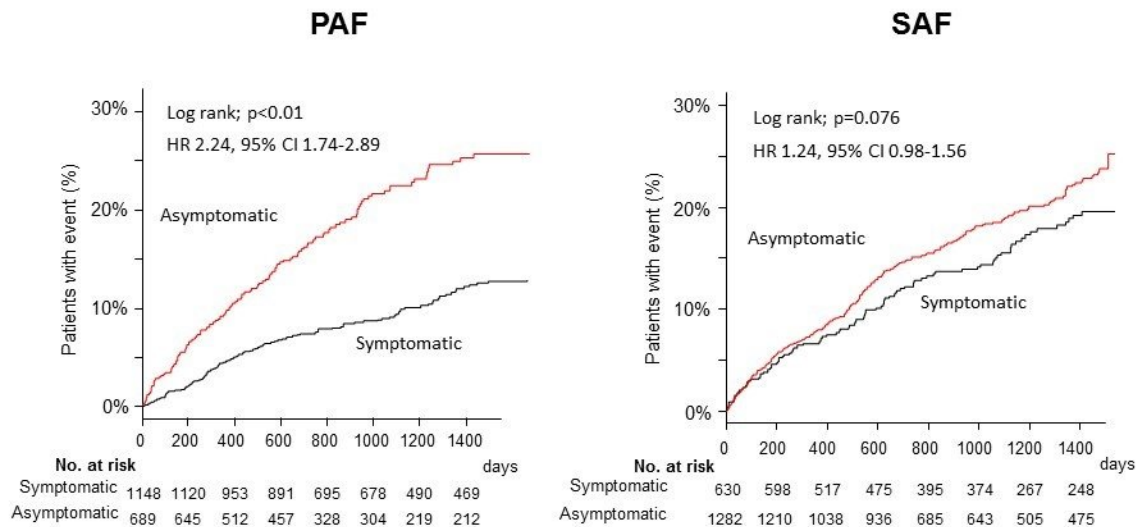 PAF
30%
20%
10%
0%
Patients with event (%)
Log rank; p<0.01
HR 2.24, 95% CI 1.74-2.89
Asymptomatic
Symptomatic
0 200 400 600 800 1000 1200 1400
days
No. at risk
Symptomatic 1148 1120 953 891 695 678 490 469
Asymptomatic 689 645 512 457 328 304 219 212
SAF
30%
20%
10%
0%
Patients with event (%)
Log rank; p=0.076
HR 1.24, 95% CI 0.98-1.56
Asymptomatic
Symptomatic
0 200 400 600 800 1000 1200 1400
days
No. at risk
Symptomatic 630 598 517 475 395 374 267 248
Asymptomatic 1282 1210 1038 936 685 643 505 475